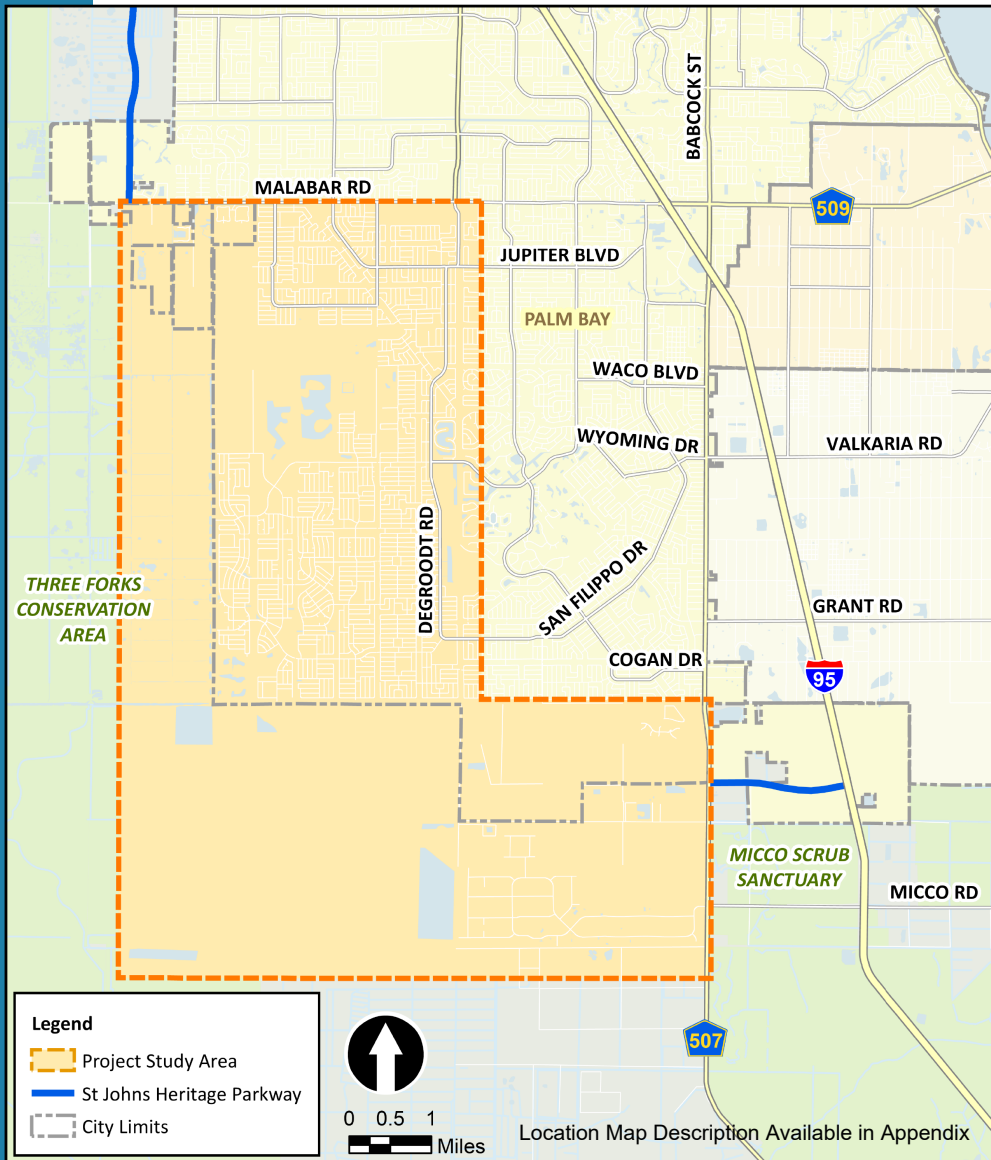 BABCOCK ST
MALABAR RD
509
JUPITER BLVD
PALM BAY
WACO BLVD
WYOMING DR
VALKARIA RD
DEGROODT RD
SAN FILIPPO DR
THREE FORKS
CONSERVATION
AREA
GRANT RD
COGAN DR
95
MICCO SCRUB
SANCTUARY
MICCO RD
Legend
Project Study Area
St Johns Heritage Parkway
City Limits
0 0.5 1
Miles
507
Location Map Description Available in Appendix